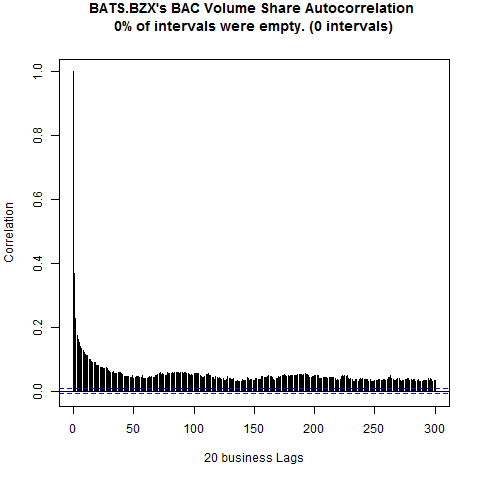 BATS.BZX's BAC Volume Share Autocorrelation
0% of intervals were empty. (0 intervals)
1.0
0.8
0.6
0.4
0.2
0.0
Correlation
0 50 100 150 200 250 300
20 business Lags